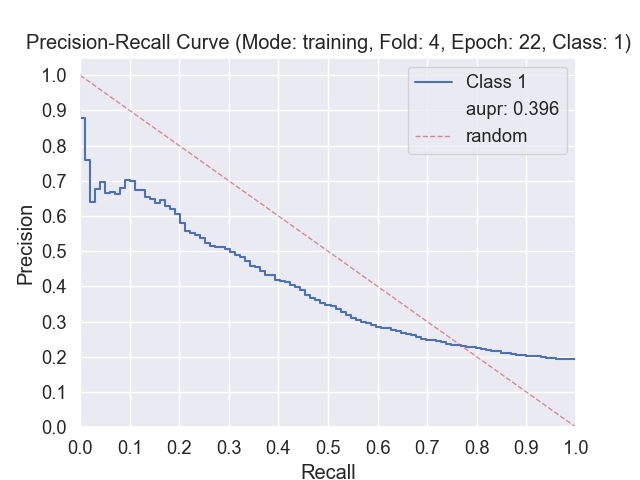 Precision-Recall Curve (Mode: training, Fold: 4, Epoch: 22, Class: 1)
Class 1
aupr: 0.396
random
1.0
0.9
0.8
0.7
0.6
0.5
0.4
0.3
0.2
0.1
0.0
Precision
0.0 0.1 0.2 0.3 0.4 0.5 0.6 0.7 0.8 0.9 1.0
Recall